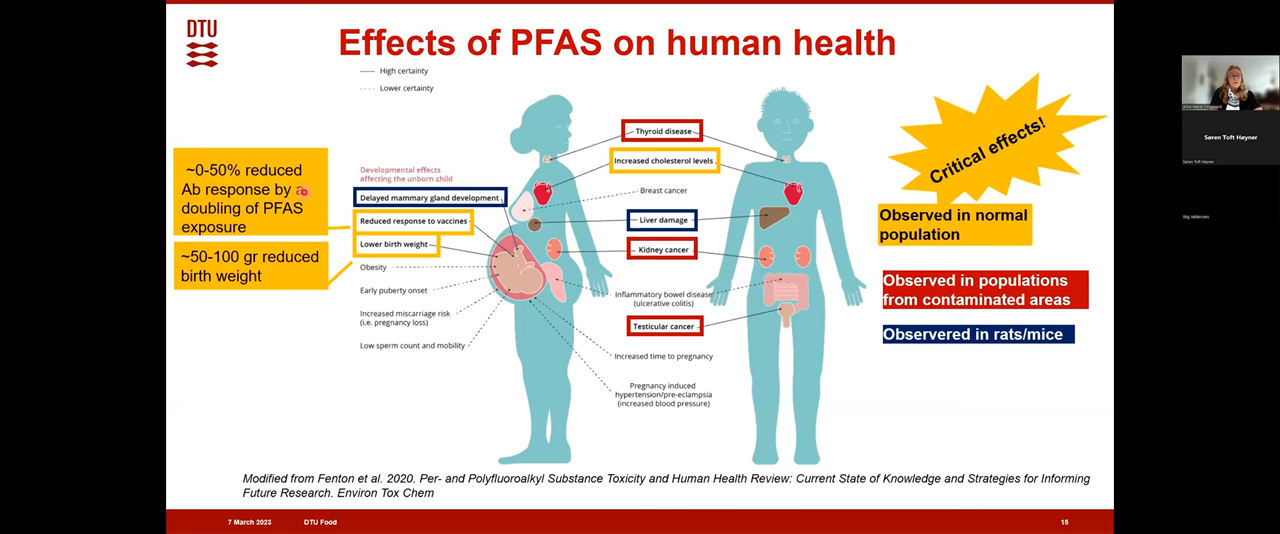 DTU
Effects of PFAS on human health
High certainty
Lower certainty
~0-50% reduced
Ab response by a
doubling of PFAS
exposure
~50-100 gr reduced
birth weight
Developmental effects
affecting the unborn child
Delayed mammary gland development
Reduced response to vaccines
Lower birth weight
Obesity
Early puberty onset
Increased miscarriage risk
(i.e. pregnancy loss)
Low sperm count and mobility
Thyroid disease
Increased cholesterol levels
Breast cancer
Liver damage
Kidney cancer
Inflammatory bowel disease
(ulcerative colitis)
Testicular cancer
Increased time to pregnancy
Pregnancy induced
hypertension/pre-eclampsia
(increased blood pressure)
Critical effects!
Observed in normal
population
Observed in populations
from contaminated areas
Observered in rats/mice
Modified from Fenton et al. 2020. Per- and Polyfluoroalkyl Substance Toxicity and Human Health Review: Current State of Knowledge and Strategies for Informing
Future Research. Environ Tox Chem
7 March 2023
DTU Food
15
Søren Toft Høyner
Søren Toft Høyner